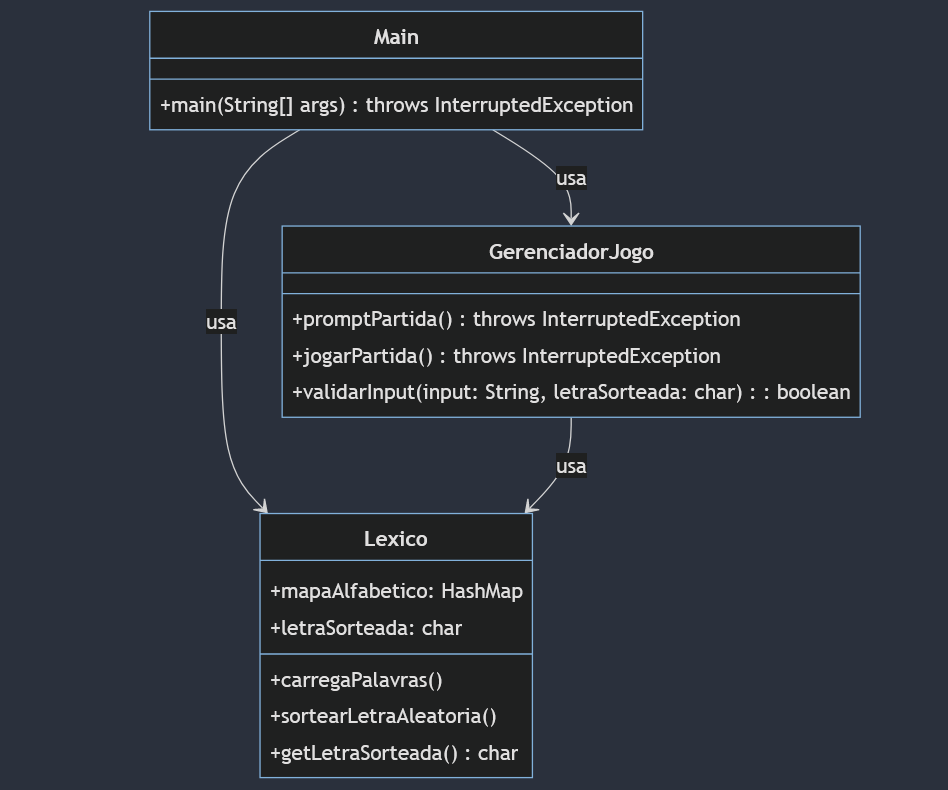 Main
+main(String[] args) : throws InterruptedException
usa
GerenciadorJogo
+promptPartida() : throws InterruptedException
usa
+jogarPartida() : throws InterruptedException
+validarInput(input: String, letraSorteada: char) : : boolean
usa
Lexico
+mapaAlfabetico: HashMap
+letraSorteada: char
+carregaPalavras()
+sortearLetraAleatoria()
+getLetraSorteada() : char